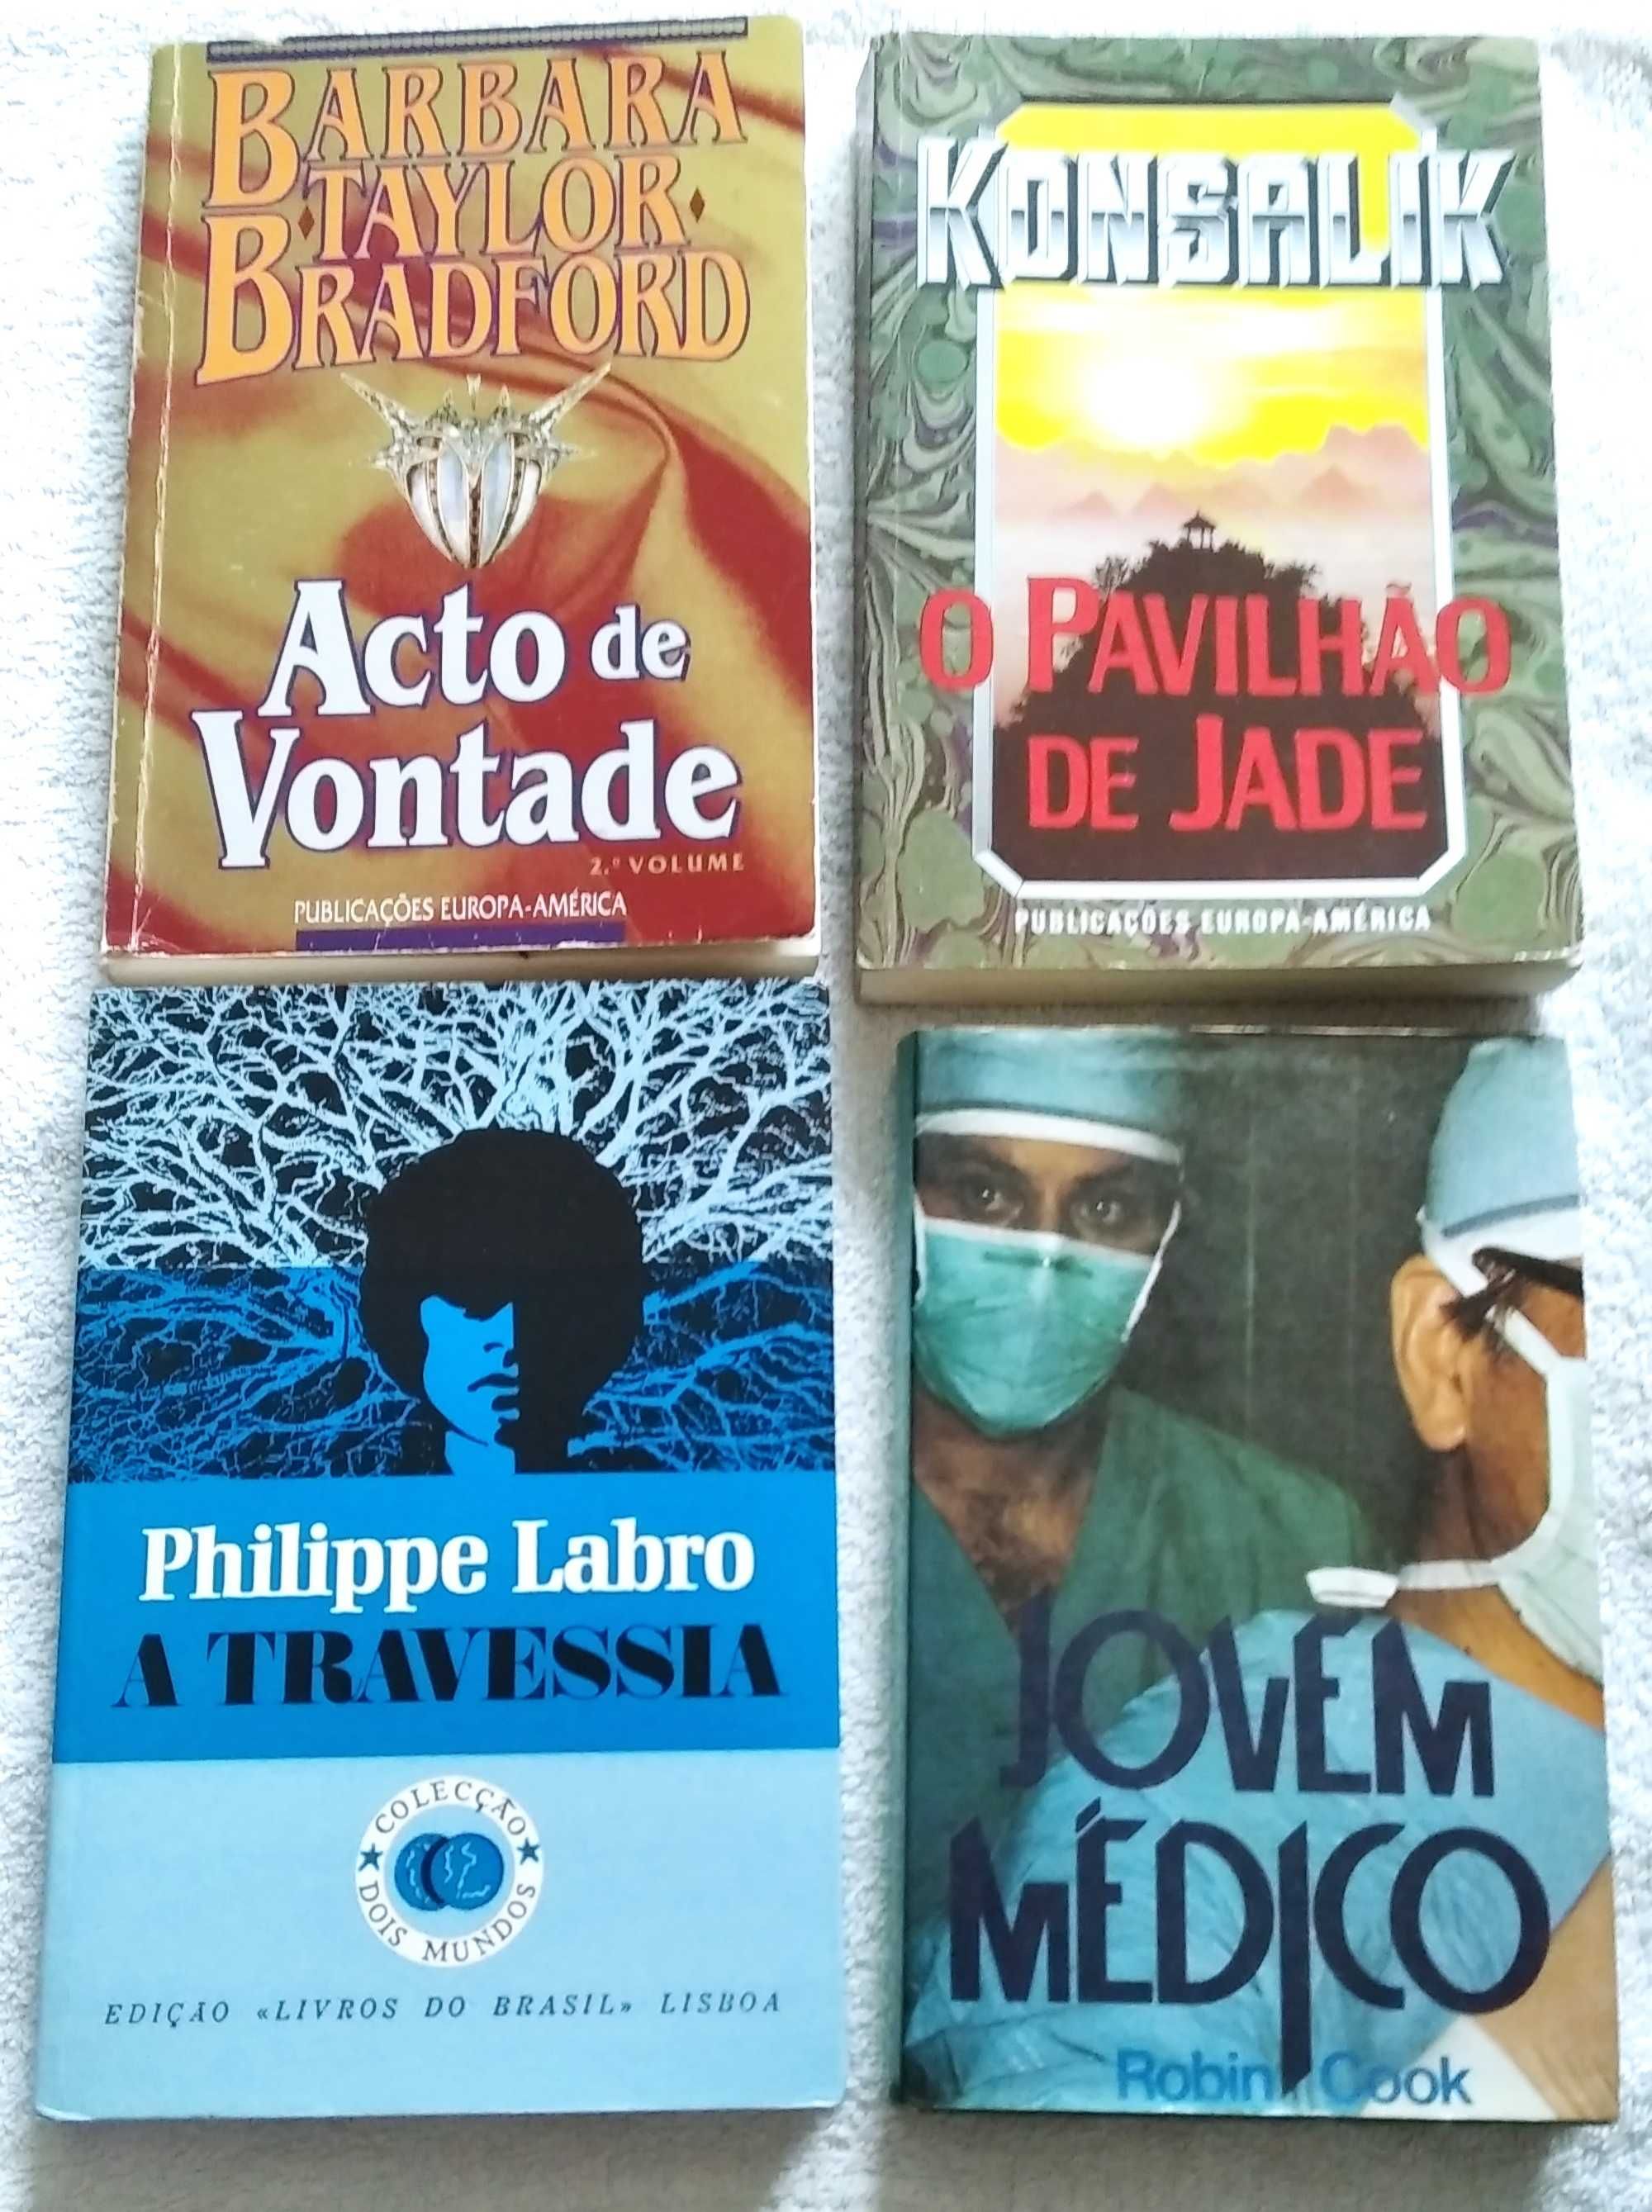 BARBARA
TAYLOR
BRADFORD
Acto de
Vontade
2.º VOLUME
PUBLICAÇÕES EUROPA-AMÉRICA
KONSALIK
O PAVILHÃO
DE JADE
PUBLICAÇÕES EUROPA-AMÉRICA
Philippe Labro
A TRAVESSIA
COLECÇÃO
DOIS MUNDOS
EDIÇÃO «LIVROS DO BRASIL» LISBOA
JOVEM
MÉDICO
Robin Cook